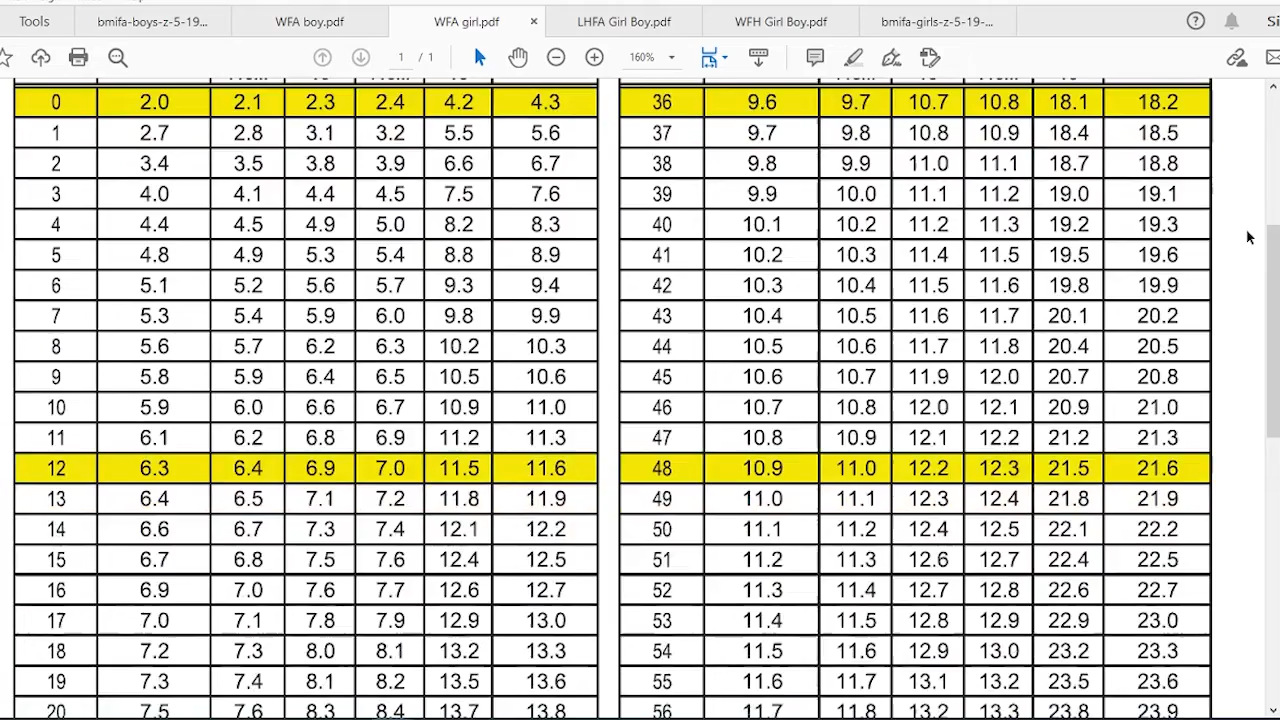 Tools bmifa-boys-z-5-19... WFA boy.pdf WFA girl.pdf × LHFA Girl Boy.pdf WFH Girl Boy.pdf bmifa-girls-z-5-19-... ? Si
1 / 1 160%
0 2.0 2.1 2.3 2.4 4.2 4.3 36 9.6 9.7 10.7 10.8 18.1 18.2
1 2.7 2.8 3.1 3.2 5.5 5.6 37 9.7 9.8 10.8 10.9 18.4 18.5
2 3.4 3.5 3.8 3.9 6.6 6.7 38 9.8 9.9 11.0 11.1 18.7 18.8
3 4.0 4.1 4.4 4.5 7.5 7.6 39 9.9 10.0 11.1 11.2 19.0 19.1
4 4.4 4.5 4.9 5.0 8.2 8.3 40 10.1 10.2 11.2 11.3 19.2 19.3
5 4.8 4.9 5.3 5.4 8.8 8.9 41 10.2 10.3 11.4 11.5 19.5 19.6
6 5.1 5.2 5.6 5.7 9.3 9.4 42 10.3 10.4 11.5 11.6 19.8 19.9
7 5.3 5.4 5.9 6.0 9.8 9.9 43 10.4 10.5 11.6 11.7 20.1 20.2
8 5.6 5.7 6.2 6.3 10.2 10.3 44 10.5 10.6 11.7 11.8 20.4 20.5
9 5.8 5.9 6.4 6.5 10.5 10.6 45 10.6 10.7 11.9 12.0 20.7 20.8
10 5.9 6.0 6.6 6.7 10.9 11.0 46 10.7 10.8 12.0 12.1 20.9 21.0
11 6.1 6.2 6.8 6.9 11.2 11.3 47 10.8 10.9 12.1 12.2 21.2 21.3
12 6.3 6.4 6.9 7.0 11.5 11.6 48 10.9 11.0 12.2 12.3 21.5 21.6
13 6.4 6.5 7.1 7.2 11.8 11.9 49 11.0 11.1 12.3 12.4 21.8 21.9
14 6.6 6.7 7.3 7.4 12.1 12.2 50 11.1 11.2 12.4 12.5 22.1 22.2
15 6.7 6.8 7.5 7.6 12.4 12.5 51 11.2 11.3 12.6 12.7 22.4 22.5
16 6.9 7.0 7.6 7.7 12.6 12.7 52 11.3 11.4 12.7 12.8 22.6 22.7
17 7.0 7.1 7.8 7.9 12.9 13.0 53 11.4 11.5 12.8 12.9 22.9 23.0
18 7.2 7.3 8.0 8.1 13.2 13.3 54 11.5 11.6 12.9 13.0 23.2 23.3
19 7.3 7.4 8.1 8.2 13.5 13.6 55 11.6 11.7 13.1 13.2 23.5 23.6
20 7.5 7.6 8.3 8.4 13.7 13.8 56 11.7 11.8 13.2 13.3 23.8 23.9